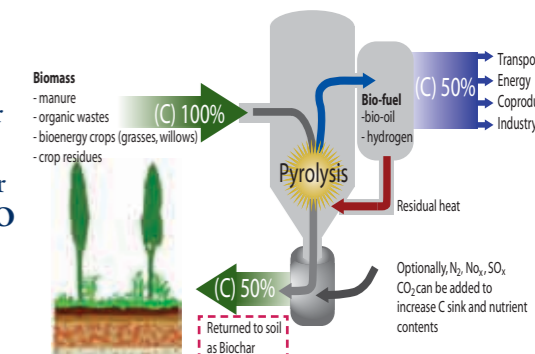 Biomass
- manure
- organic wastes
- bioenergy crops (grasses, willows)
- crop residues
(C) 100%
Pyrolysis
Bio-fuel
-bio-oil
- hydrogen
(C) 50%
Energy
Industry
Residual heat
(C) 50%
Returned to soil
as Biochar
Optionally, N₂, Noₓ, SOₓ
CO₂ can be added to
increase C sink and nutrient
contents